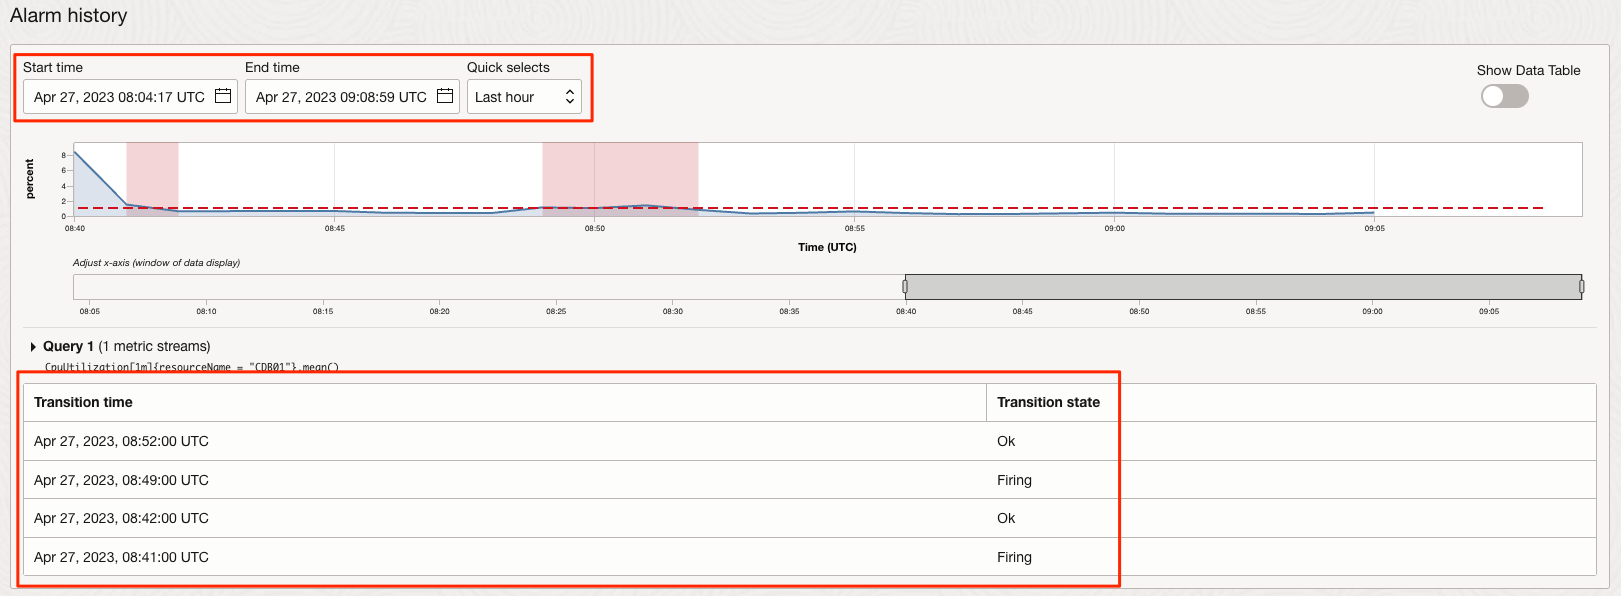 Alarm history
Start time End time Quick selects
Show Data Table
Apr 27, 2023 08:04:17 UTC Apr 27, 2023 09:08:59 UTC Last hour
percent
8
6
4
2
0
08:40 08:45 08:50 08:55 09:00 09:05
Time (UTC)
Adjust x-axis (window of data display)
08:05 08:10 08:15 08:20 08:25 08:30 08:35 08:40 08:45 08:50 08:55 09:00 09:05
Query 1 (1 metric streams)
CpuUtilization[1m]{resourceName = "CDB01"}.mean()
Transition time Transition state
Apr 27, 2023, 08:52:00 UTC Ok
Apr 27, 2023, 08:49:00 UTC Firing
Apr 27, 2023, 08:42:00 UTC Ok
Apr 27, 2023, 08:41:00 UTC Firing